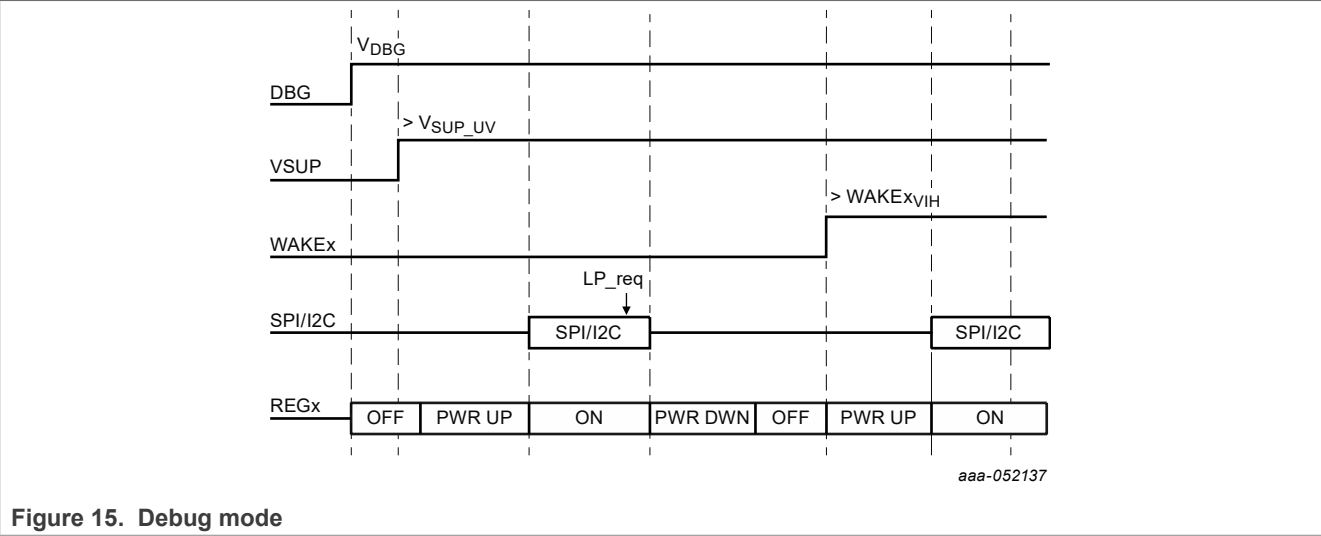 VDBG
DBG
> VSUP_UV
VSUP
> WAKExVIH
WAKEx
LP_req
SPI/I2C SPI/I2C SPI/I2C
REGx OFF PWR UP ON PWR DWN OFF PWR UP ON
aaa-052137
Figure 15. Debug mode